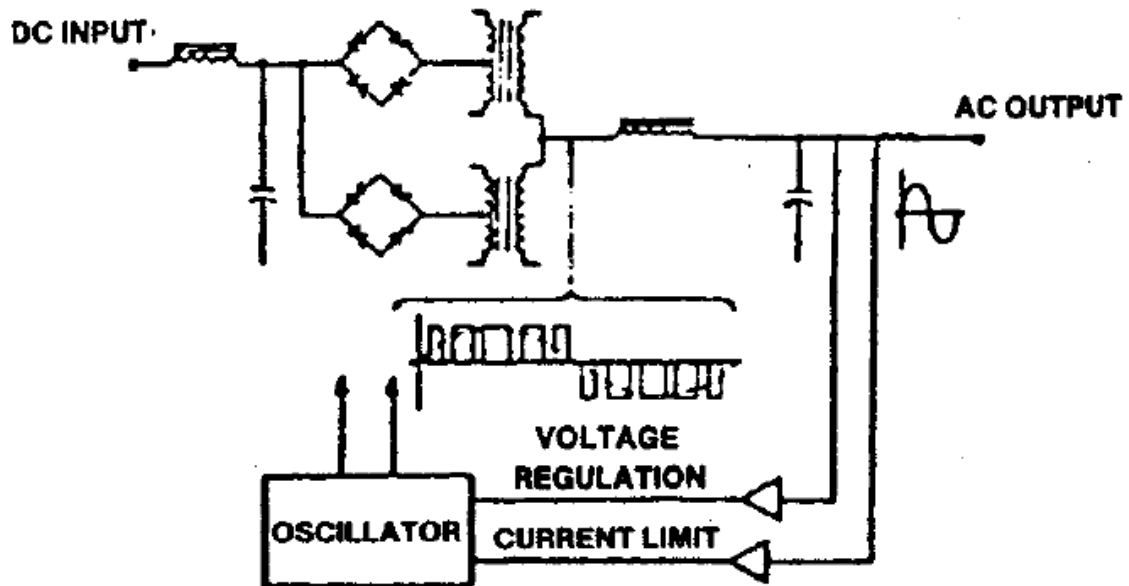 DC INPUT
AC OUTPUT
VOLTAGE
REGULATION
OSCILLATOR
CURRENT LIMIT